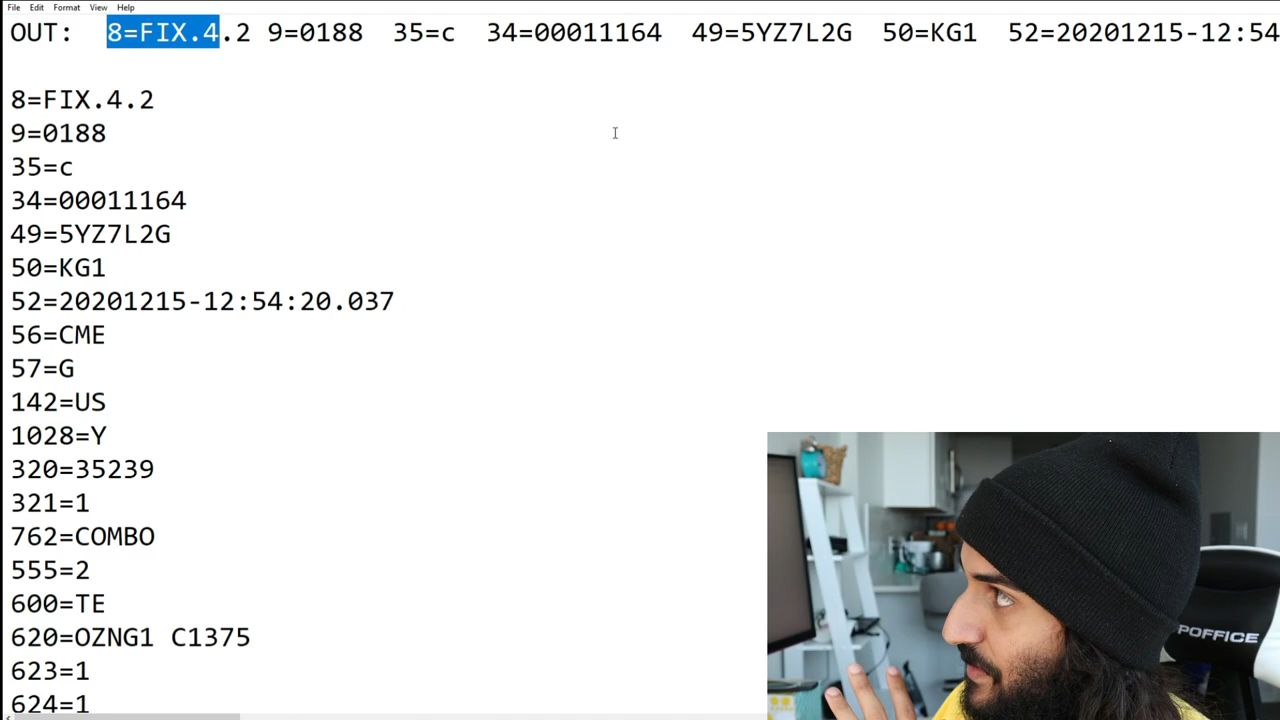 File Edit Format View Help
OUT: 8=FIX.4.2 9=0188 35=c 34=00011164 49=5YZ7L2G 50=KG1 52=20201215-12:54
8=FIX.4.2
9=0188
35=c
34=00011164
49=5YZ7L2G
50=KG1
52=20201215-12:54:20.037
56=CME
57=G
142=US
1028=Y
320=35239
321=1
762=COMBO
555=2
600=TE
620=OZNG1 C1375
623=1
624=1
POFFICE